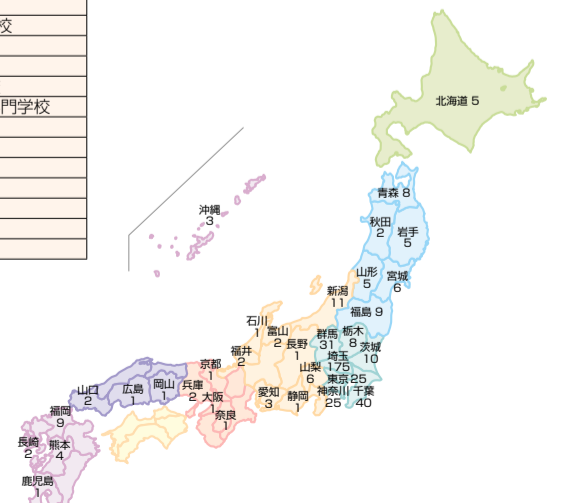 校
門学校
北海道 5
青森 8
秋田
2
岩手
5
山形
5
宮城
6
福島 9
沖縄
3
新潟
11
石川
1
富山
2
長野
1
福井
2
群馬
31
栃木
8
茨城
10
埼玉
175
山梨
6
東京 25
神奈川
25
千葉
40
愛知
3
静岡
1
京都
1
兵庫
2
大阪
1
奈良
1
岡山
1
広島
1
山口
2
福岡
9
長崎
2
熊本
4
鹿児島
1